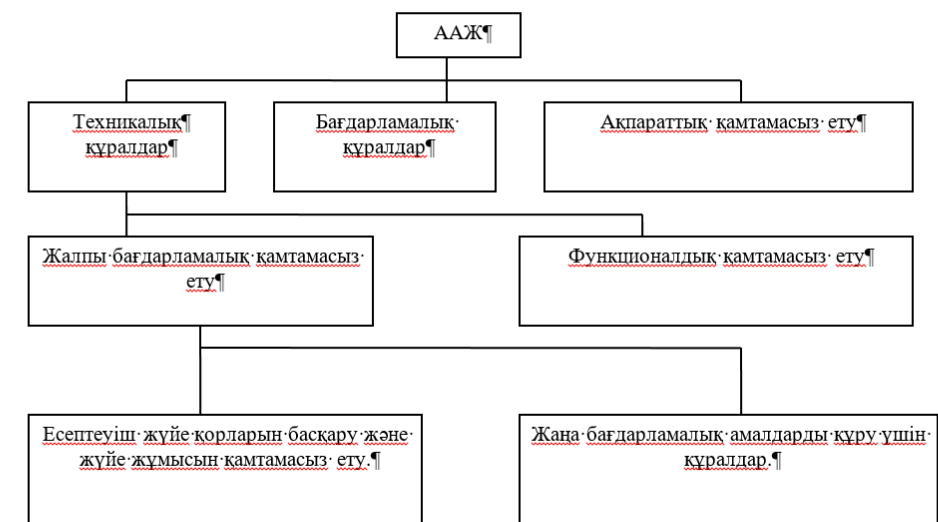 ААЖ¶
Техникалық¶
құралдар¶
Бағдарламалық·
құралдар¶
Ақпараттық·қамтамасыз·ету¶
Жалпы·бағдарламалық·қамтамасыз·
ету¶
Функционалдық·қамтамасыз·ету¶
Есептеуіш·жүйе·қорларын·басқару·және·
жүйе·жұмысын·қамтамасыз·ету.¶
Жаңа·бағдарламалық·амалдарды·құру·үшін·
құралдар.¶